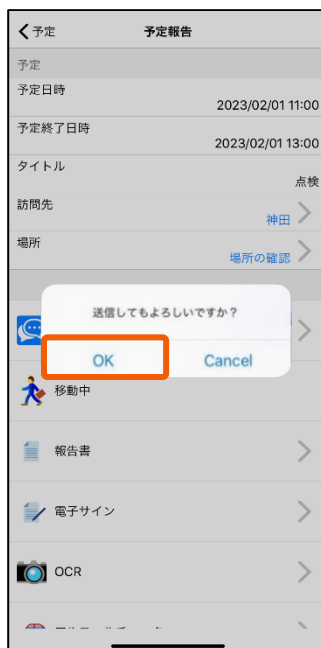 予定
予定報告
予定
予定日時
2023/02/01 11:00
予定終了日時
2023/02/01 13:00
タイトル
点検
訪問先
神田
場所
場所の確認
送信してもよろしいですか？
OK
Cancel
移動中
報告書
電子サイン
OCR